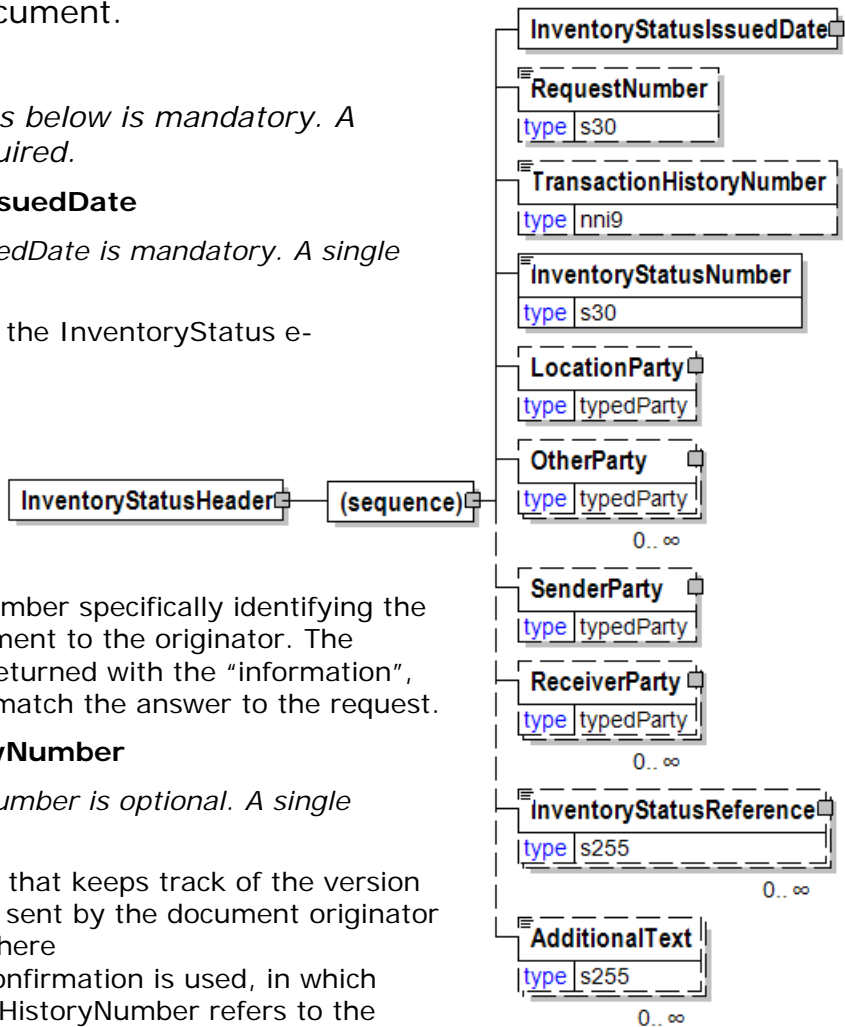 cument.
s below is mandatory. A
uired.
ssuedDate
edDate is mandatory. A single
the InventoryStatus e-
mber specifically identifying the
ment to the originator. The
eturned with the "information",
match the answer to the request.
yNumber
umber is optional. A single
that keeps track of the version
sent by the document originator
here
onfirmation is used, in which
HistoryNumber refers to the
InventoryStatusHeader
(sequence)
InventoryStatusIssuedDate
RequestNumber
type s30
TransactionHistoryNumber
type nni9
InventoryStatusNumber
type s30
LocationParty
type typedParty
OtherParty
type typedParty
0.. ∞
SenderParty
type typedParty
ReceiverParty
type typedParty
0.. ∞
InventoryStatusReference
type s255
0.. ∞
AdditionalText
type s255
0.. ∞